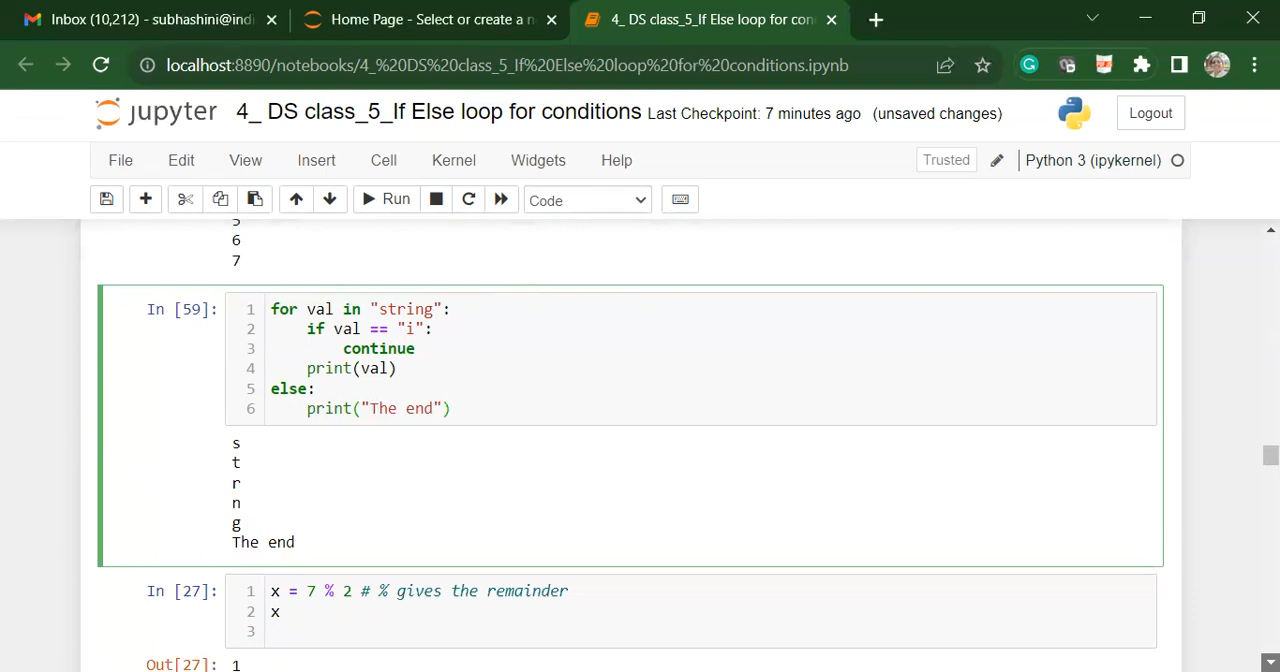 Inbox (10,212) - subhashini@indi
Home Page - Select or create a n
4_ DS class_5_If Else loop for con
localhost:8890/notebooks/4_%20DS%20class_5_If%20Else%20loop%20for%20conditions.ipynb
jupyter 4_ DS class_5_If Else loop for conditions Last Checkpoint: 7 minutes ago (unsaved changes)
Logout
File Edit View Insert Cell Kernel Widgets Help
Trusted
Python 3 (ipykernel)
Run
Code
5
6
7
In [59]:
1 for val in "string":
2 if val == "i":
3 continue
4 print(val)
5 else:
6 print("The end")
s
t
r
n
g
The end
In [27]:
1 x = 7 % 2 # % gives the remainder
2 x
3
Out[27]: 1